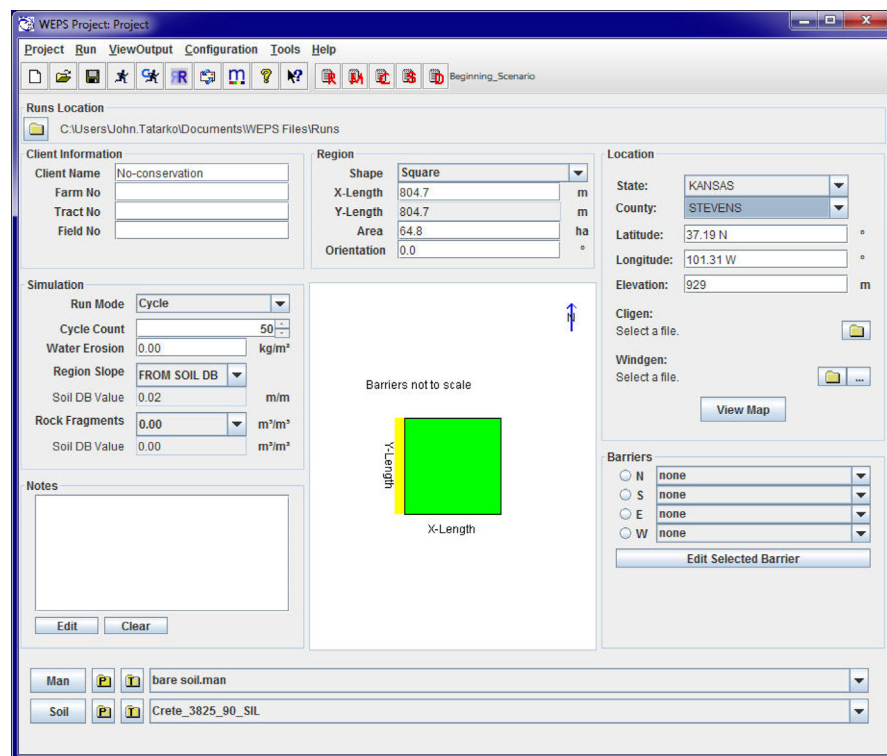 WEPS Project: Project
Project Run ViewOutput Configuration Tools Help
Beginning_Scenario
Runs Location
C:\Users\John.Tatarko\Documents\WEPS Files\Runs
Client Information
Client Name No-conservation
Farm No
Tract No
Field No
Region
Shape Square
X-Length 804.7 m
Y-Length 804.7 m
Area 64.8 ha
Orientation 0.0 °
Location
State: KANSAS
County: STEVENS
Latitude: 37.19 N °
Longitude: 101.31 W °
Elevation: 929 m
Cligen:
Select a file.
Windgen:
Select a file.
...
View Map
Simulation
Run Mode Cycle
Cycle Count 50
Water Erosion 0.00 kg/m²
Region Slope FROM SOIL DB
Soil DB Value 0.02 m/m
Rock Fragments 0.00 m³/m³
Soil DB Value 0.00 m³/m³
N
Barriers not to scale
Y-Length
X-Length
Barriers
N none
S none
E none
W none
Edit Selected Barrier
Notes
Edit Clear
Man P T bare soil.man
Soil P T Crete_3825_90_SIL